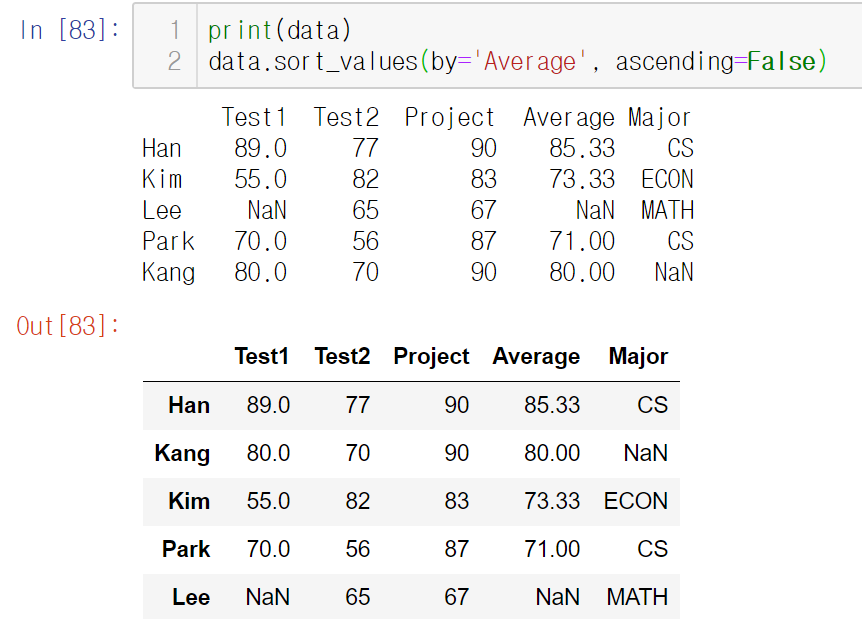 In [83]: 1 print(data)
2 data.sort_values(by='Average', ascending=False)
Test1 Test2 Project Average Major
Han 89.0 77 90 85.33 CS
Kim 55.0 82 83 73.33 ECON
Lee NaN 65 67 NaN MATH
Park 70.0 56 87 71.00 CS
Kang 80.0 70 90 80.00 NaN
Out[83]:
Test1 Test2 Project Average Major
Han 89.0 77 90 85.33 CS
Kang 80.0 70 90 80.00 NaN
Kim 55.0 82 83 73.33 ECON
Park 70.0 56 87 71.00 CS
Lee NaN 65 67 NaN MATH